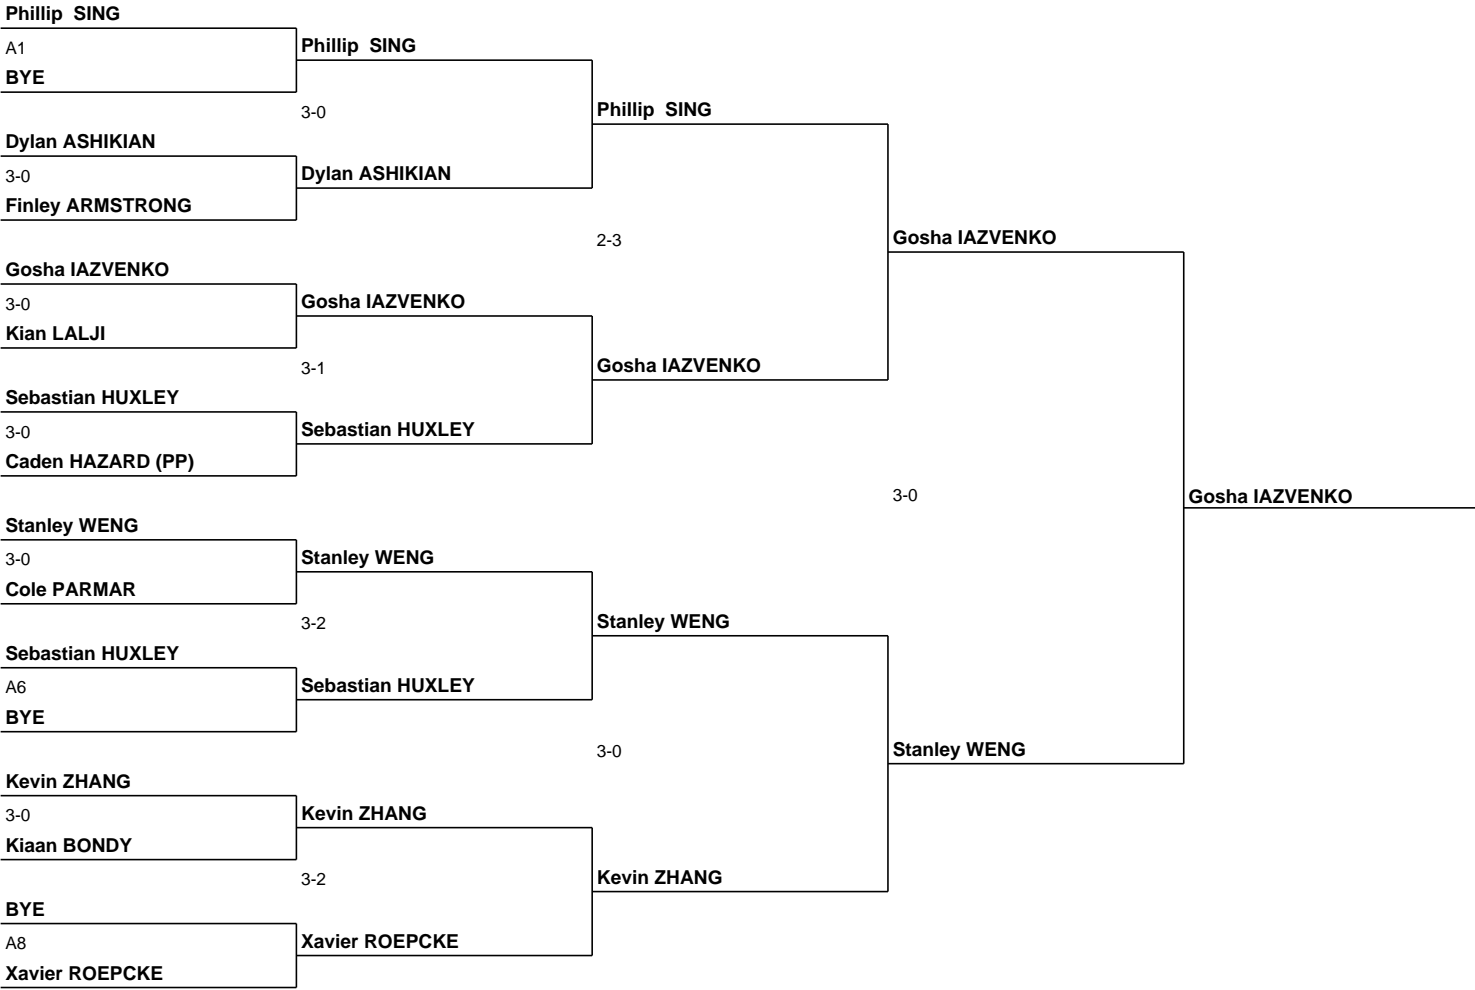 Phillip  SING
A1
BYE
Phillip  SING
3-0
Dylan ASHIKIAN
3-0
Finley ARMSTRONG
Dylan ASHIKIAN
Phillip  SING
2-3
Gosha IAZVENKO
3-0
Kian LALJI
Gosha IAZVENKO
3-1
Sebastian HUXLEY
3-0
Caden HAZARD (PP)
Sebastian HUXLEY
Gosha IAZVENKO
Gosha IAZVENKO
3-0
Gosha IAZVENKO
Stanley WENG
3-0
Cole PARMAR
Stanley WENG
3-2
Sebastian HUXLEY
A6
BYE
Sebastian HUXLEY
Stanley WENG
3-0
Stanley WENG
Kevin ZHANG
3-0
Kiaan BONDY
Kevin ZHANG
3-2
BYE
A8
Xavier ROEPCKE
Xavier ROEPCKE
Kevin ZHANG